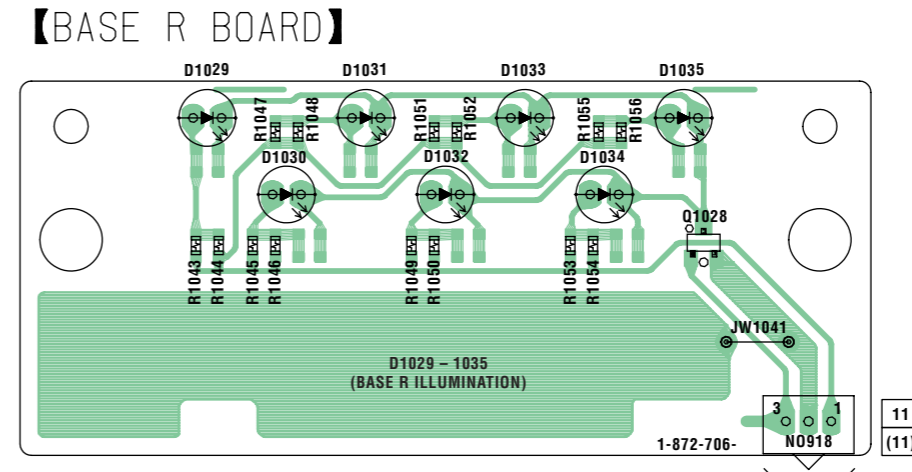 【BASE R BOARD】
D1029 D1031 D1033 D1035
R1047 R1048 R1051 R1052 R1055 R1056
D1030 D1032 D1034
Q1028
R1043 R1044 R1045 R1046 R1049 R1050 R1053 R1054
JW1041
D1029 – 1035
(BASE R ILLUMINATION)
3 1
1-872-706- NO918
11
(11)